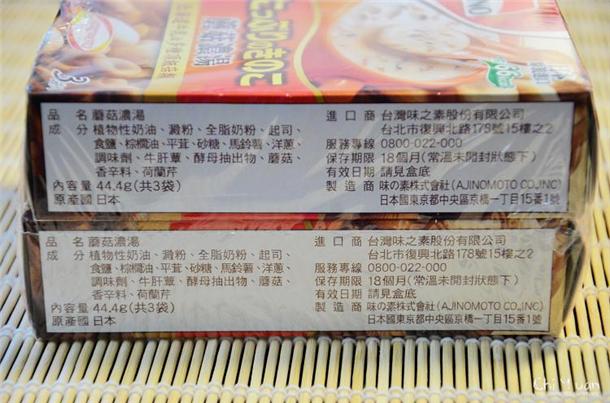 たっぷりきのこ
蘑菇濃湯
品名 蘑菇濃湯
成分 植物性奶油、澱粉、全脂奶粉、起司、
食鹽、棕櫚油、平茸、砂糖、馬鈴薯、洋蔥、
調味劑、牛肝蕈、酵母抽出物、蘑菇、
香辛料、荷蘭芹
內容量 44.4g(共3袋)
原產國 日本
進口商 台灣味之素股份有限公司
台北市復興北路178號15樓之2
服務專線 0800-022-000
保存期限 18個月(常溫未開封狀態下)
有效日期 請見盒底
製造商 味の素株式會社(AJINOMOTO CO.,INC)
日本國東京都中央區京橋一丁目15番1號
品名 蘑菇濃湯
成分 植物性奶油、澱粉、全脂奶粉、起司、
食鹽、棕櫚油、平茸、砂糖、馬鈴薯、洋蔥、
調味劑、牛肝蕈、酵母抽出物、蘑菇、
香辛料、荷蘭芹
內容量 44.4g(共3袋)
原產國 日本
進口商 台灣味之素股份有限公司
台北市復興北路178號15樓之2
服務專線 0800-022-000
保存期限 18個月(常溫未開封狀態下)
有效日期 請見盒底
製造商 味の素株式會社(AJINOMOTO CO.,INC)
日本國東京都中央區京橋一丁目15番1號
Chi Yuan